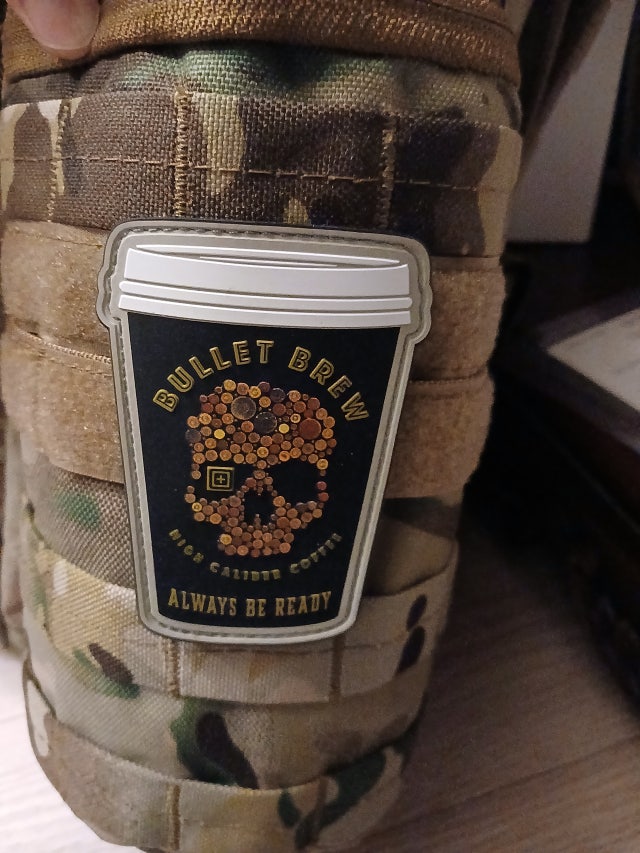 BULLET BREW
HIGH CALIBER COFFEE
ALWAYS BE READY